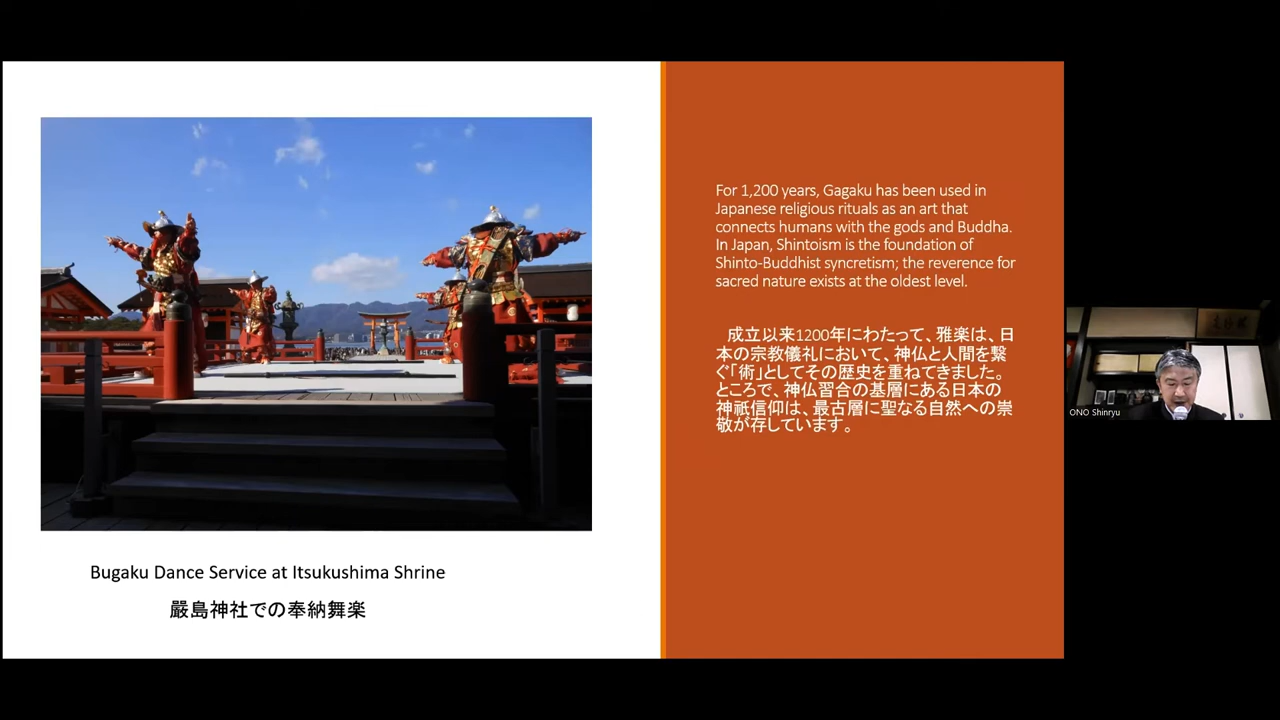 For 1,200 years, Gagaku has been used in
Japanese religious rituals as an art that
connects humans with the gods and Buddha.
In Japan, Shintoism is the foundation of
Shinto-Buddhist syncretism; the reverence for
sacred nature exists at the oldest level.
成立以来1200年にわたって、雅楽は、日
本の宗教儀礼において、神仏と人間を繋
ぐ「術」としてその歴史を重ねてきました。
ところで、神仏習合の基層にある日本の
神祇信仰は、最古層に聖なる自然への崇
敬が存しています。
Bugaku Dance Service at Itsukushima Shrine
嚴島神社での奉納舞楽
ONO Shinryu